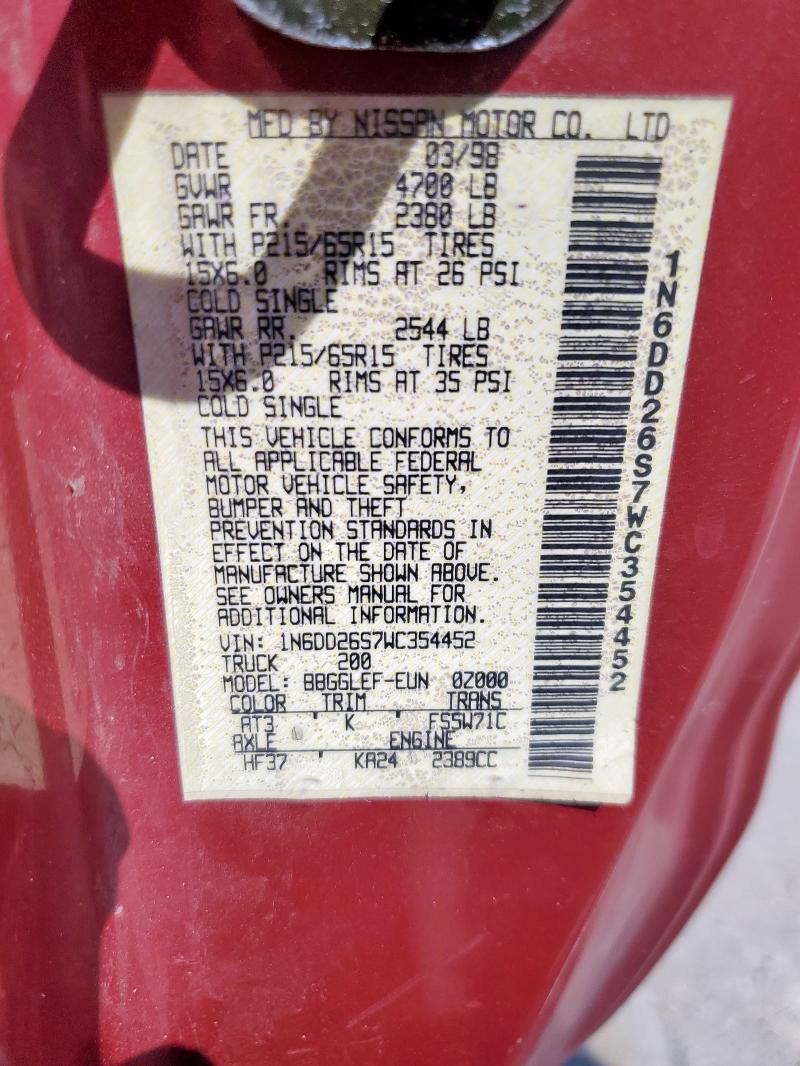 MFD BY NISSAN MOTOR CO. LTD
DATE 03/98
GVWR 4700 LB
GAWR FR. 2380 LB
WITH P215/65R15 TIRES
15X6.0 RIMS AT 26 PSI
COLD SINGLE
GAWR RR. 2544 LB
WITH P215/65R15 TIRES
15X6.0 RIMS AT 35 PSI
COLD SINGLE
THIS VEHICLE CONFORMS TO
ALL APPLICABLE FEDERAL
MOTOR VEHICLE SAFETY,
BUMPER AND THEFT
PREVENTION STANDARDS IN
EFFECT ON THE DATE OF
MANUFACTURE SHOWN ABOVE.
SEE OWNERS MANUAL FOR
ADDITIONAL INFORMATION.
VIN: 1N6DD26S7WC354452
TRUCK 200
MODEL: BBGGLEF-EUN 0Z000
COLOR TRIM TRANS
AT3 ' K ' FS5W71C
AXLE ENGINE
HF37 ' KA24 2389CC
1N6DD26S7WC354452